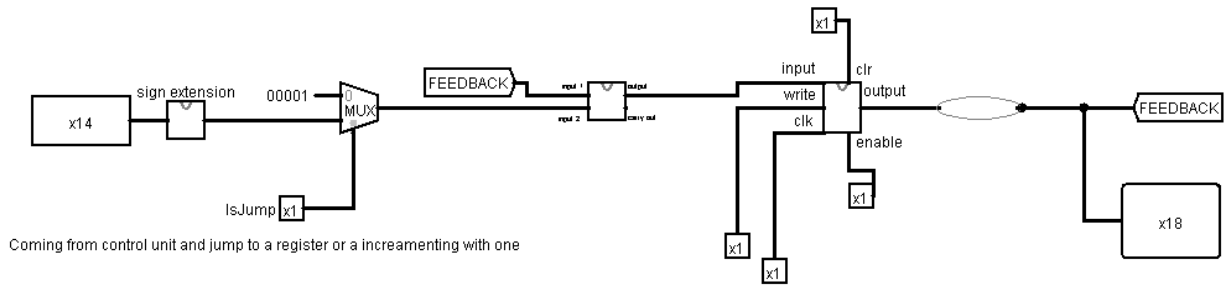 x1
input
clr
FEEDBACK
input 1
output
sign extension
00001
0
MUX
write
output
x14
input 2
carry out
clk
FEEDBACK
enable
x1
IsJump
x1
x18
Coming from control unit and jump to a register or a increamenting with one
x1
x1